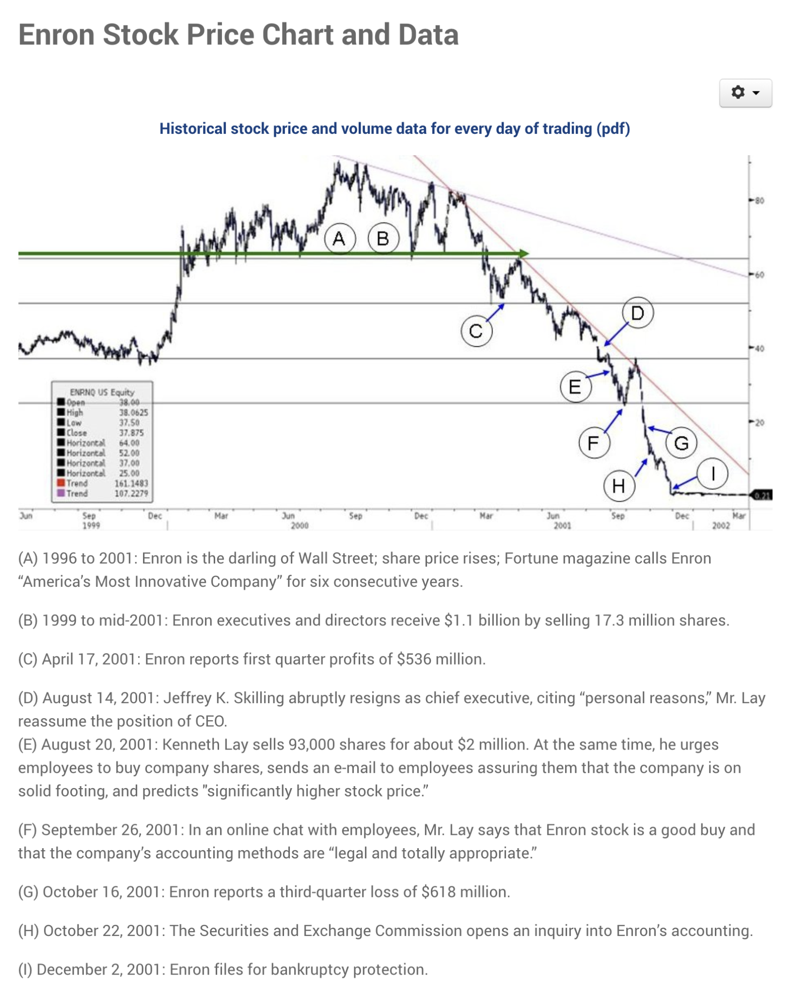 Enron Stock Price Chart and Data
Historical stock price and volume data for every day of trading (pdf)
A
B
C
D
E
F
G
H
I
80
60
40
20
0.21
ENRNQ US Equity
Open 38.00
High 38.0625
Low 37.50
Close 37.875
Horizontal 64.00
Horizontal 52.00
Horizontal 37.00
Horizontal 25.00
Trend 161.1483
Trend 107.2279
Jun Sep Dec Mar Jun Sep Dec Mar Jun Sep Dec Mar
1999 2000 2001 2002
(A) 1996 to 2001: Enron is the darling of Wall Street; share price rises; Fortune magazine calls Enron
“America’s Most Innovative Company” for six consecutive years.
(B) 1999 to mid-2001: Enron executives and directors receive $1.1 billion by selling 17.3 million shares.
(C) April 17, 2001: Enron reports first quarter profits of $536 million.
(D) August 14, 2001: Jeffrey K. Skilling abruptly resigns as chief executive, citing “personal reasons,” Mr. Lay
reassume the position of CEO.
(E) August 20, 2001: Kenneth Lay sells 93,000 shares for about $2 million. At the same time, he urges
employees to buy company shares, sends an e-mail to employees assuring them that the company is on
solid footing, and predicts "significantly higher stock price.”
(F) September 26, 2001: In an online chat with employees, Mr. Lay says that Enron stock is a good buy and
that the company’s accounting methods are “legal and totally appropriate.”
(G) October 16, 2001: Enron reports a third-quarter loss of $618 million.
(H) October 22, 2001: The Securities and Exchange Commission opens an inquiry into Enron’s accounting.
(I) December 2, 2001: Enron files for bankruptcy protection.